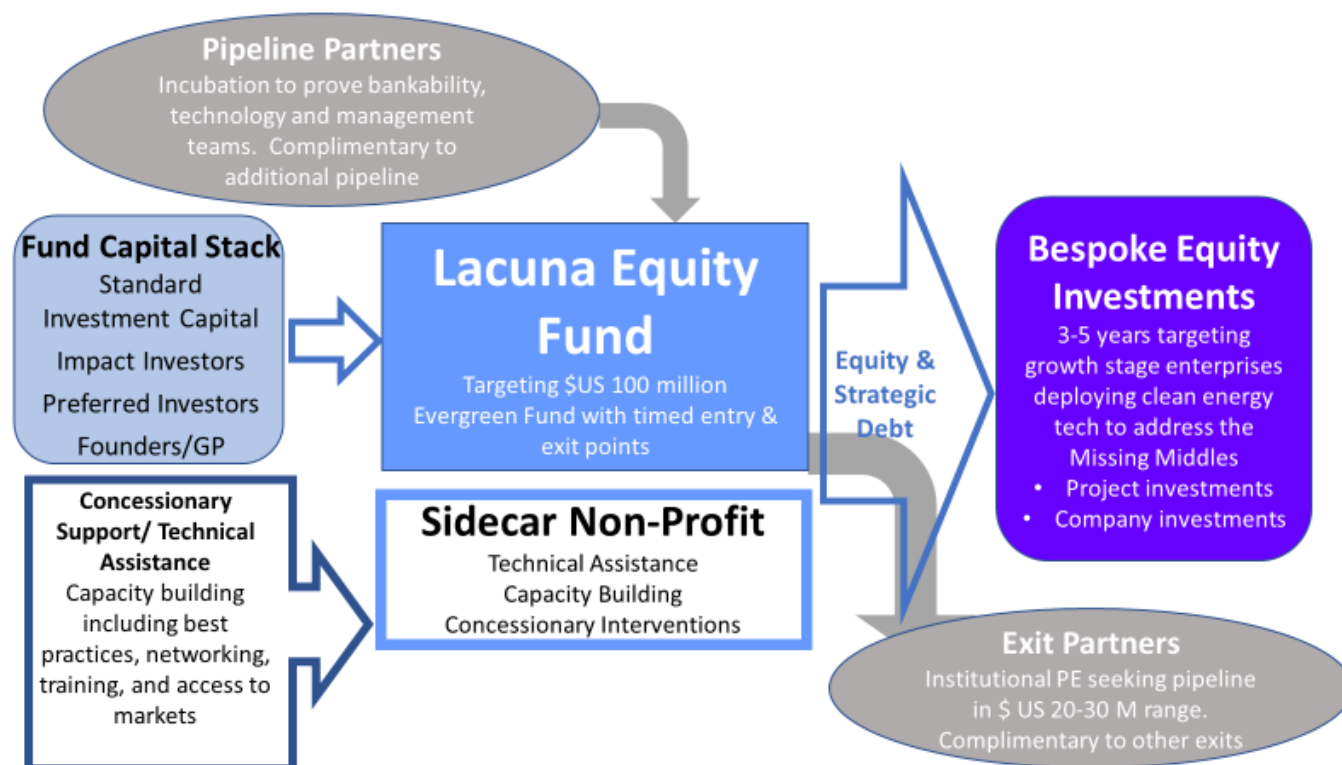 Pipeline Partners
Incubation to prove bankability,
technology and management
teams.  Complimentary to
additional pipeline
Fund Capital Stack
Standard
Investment Capital
Impact Investors
Preferred Investors
Founders/GP
Lacuna Equity
Fund
Targeting $US 100 million
Evergreen Fund with timed entry &
exit points
Equity &
Strategic
Debt
Bespoke Equity
Investments
3-5 years targeting
growth stage enterprises
deploying clean energy
tech to address the
Missing Middles
• Project investments
• Company investments
Concessionary
Support/ Technical
Assistance
Capacity building
including best
practices, networking,
training, and access to
markets
Sidecar Non-Profit
Technical Assistance
Capacity Building
Concessionary Interventions
Exit Partners
Institutional PE seeking pipeline
in $ US 20-30 M range.
Complimentary to other exits